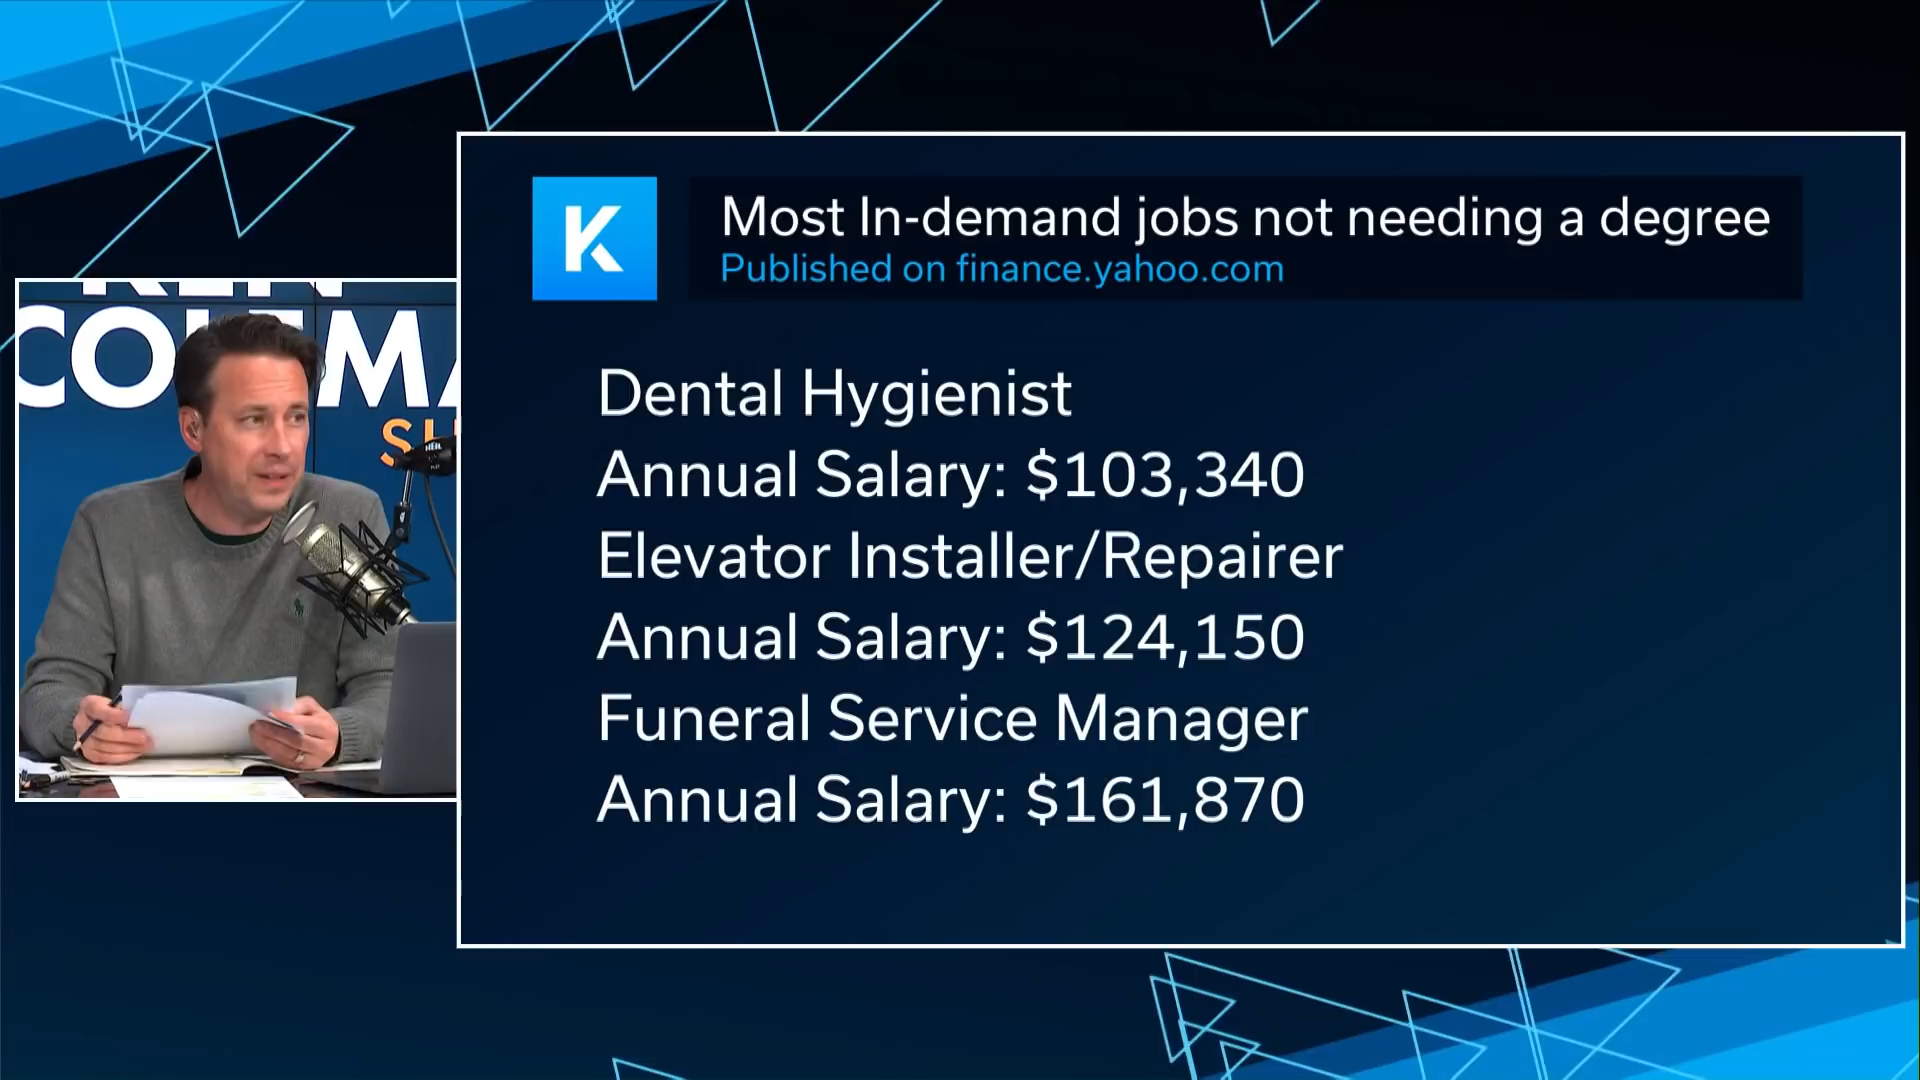 K
Most In-demand jobs not needing a degree
Published on finance.yahoo.com
COLEMA
Dental Hygienist
Annual Salary: $103,340
Elevator Installer/Repairer
Annual Salary: $124,150
Funeral Service Manager
Annual Salary: $161,870